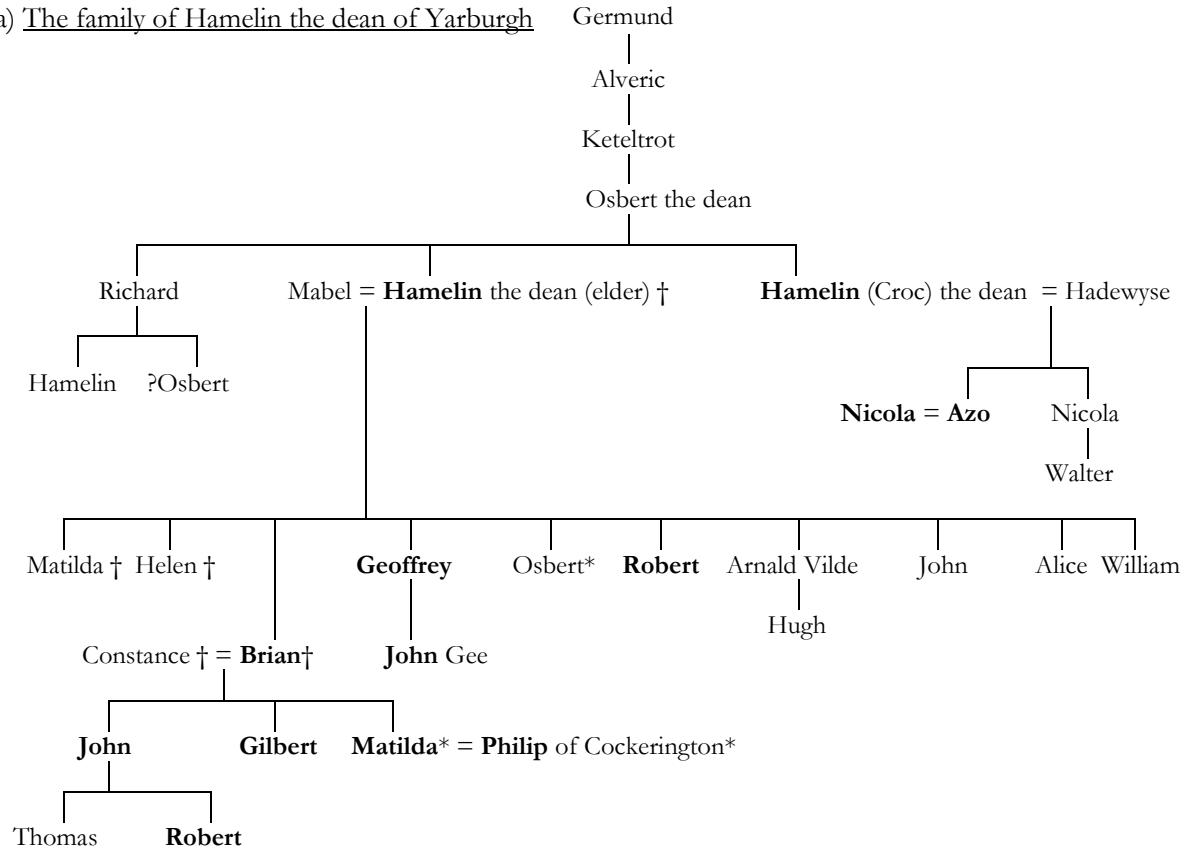 a) The family of Hamelin the dean of Yarburgh
Germund
Alveric
Keteltrot
Osbert the dean
Richard
Mabel = Hamelin the dean (elder) †
Hamelin (Croc) the dean = Hadewyse
Hamelin
?Osbert
Nicola = Azo
Nicola
Walter
Matilda †
Helen †
Geoffrey
Osbert*
Robert
Arnald Vilde
John
Alice
William
Hugh
Constance † = Brian†
John Gee
John
Gilbert
Matilda* = Philip of Cockerington*
Thomas
Robert